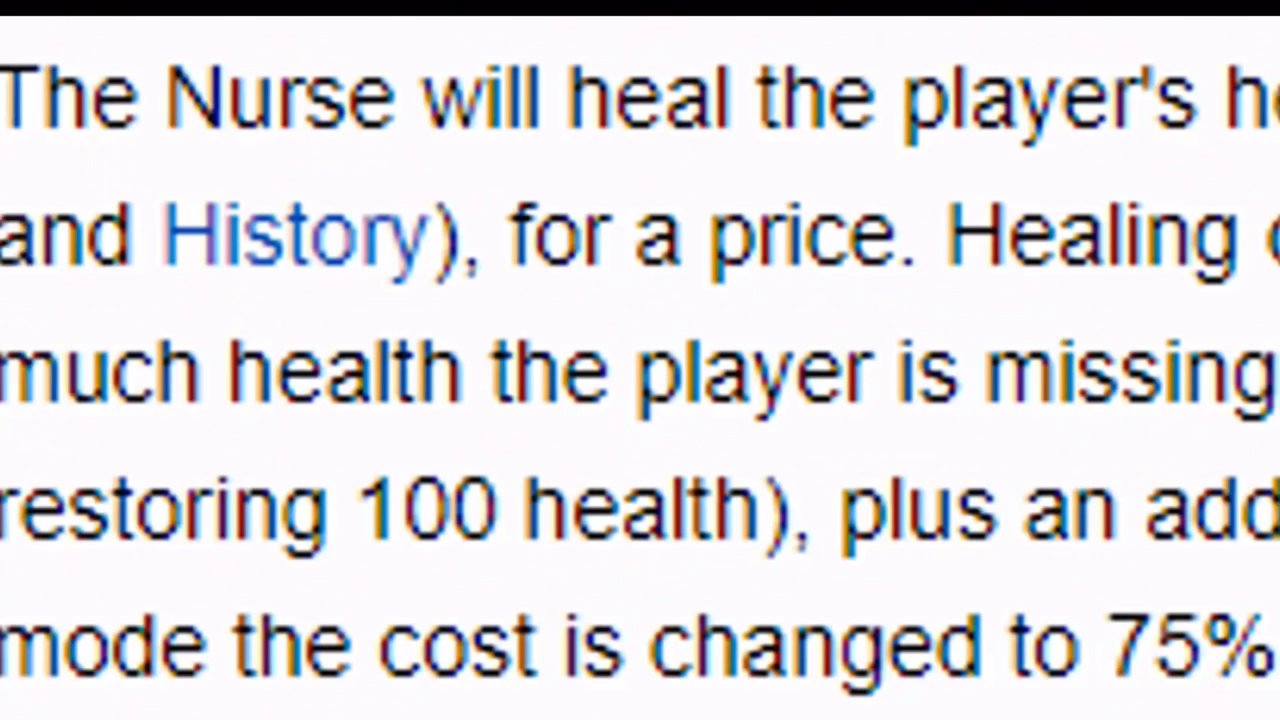 The Nurse will heal the player's he
and History), for a price. Healing
much health the player is missing
restoring 100 health), plus an add
mode the cost is changed to 75%